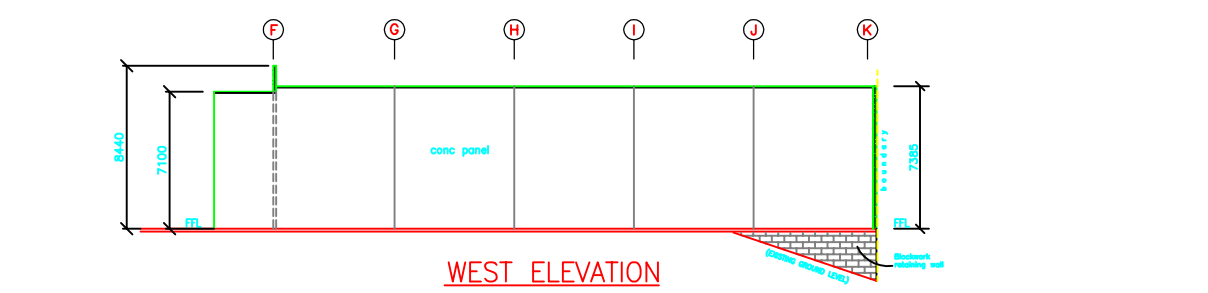 F G H I J K
8440
7100
conc panel
boundary
7385
FFL
FFL
(EXISTING GROUND LEVEL)
Blockwork
retaining wall
WEST ELEVATION